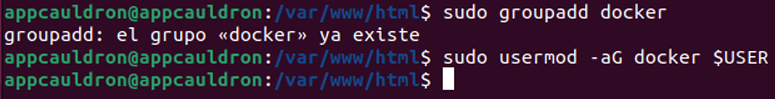 appcauldron@appcauldron:/var/www/html$ sudo groupadd docker
groupadd: el grupo «docker» ya existe
appcauldron@appcauldron:/var/www/html$ sudo usermod -aG docker $USER
appcauldron@appcauldron:/var/www/html$